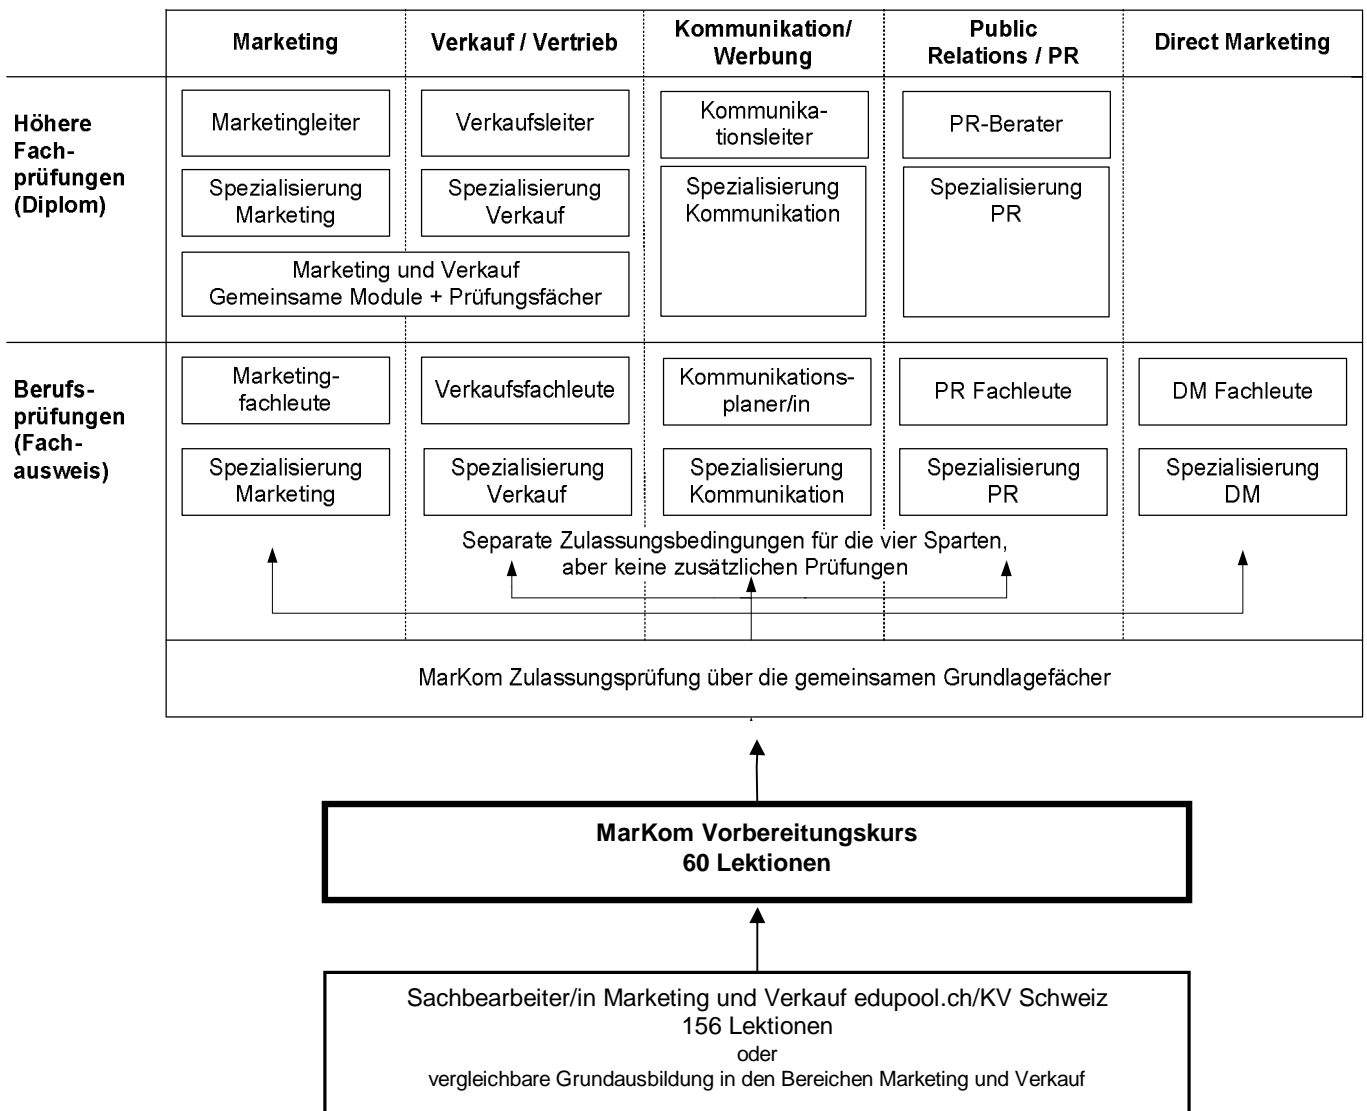 Marketing
Verkauf / Vertrieb
Kommunikation/
Werbung
Public
Relations / PR
Direct Marketing
Höhere
Fach-
prüfungen
(Diplom)
Marketingleiter
Verkaufsleiter
Kommunika-
tionsleiter
PR-Berater
Spezialisierung
Marketing
Spezialisierung
Verkauf
Spezialisierung
Kommunikation
Spezialisierung
PR
Marketing und Verkauf
Gemeinsame Module + Prüfungsfächer
Berufs-
prüfungen
(Fach-
ausweis)
Marketing-
fachleute
Verkaufsfachleute
Kommunikations-
planer/in
PR Fachleute
DM Fachleute
Spezialisierung
Marketing
Spezialisierung
Verkauf
Spezialisierung
Kommunikation
Spezialisierung
PR
Spezialisierung
DM
Separate Zulassungsbedingungen für die vier Sparten,
aber keine zusätzlichen Prüfungen
MarKom Zulassungsprüfung über die gemeinsamen Grundlagefächer
MarKom Vorbereitungskurs
60 Lektionen
Sachbearbeiter/in Marketing und Verkauf edupool.ch/KV Schweiz
156 Lektionen
oder
vergleichbare Grundausbildung in den Bereichen Marketing und Verkauf